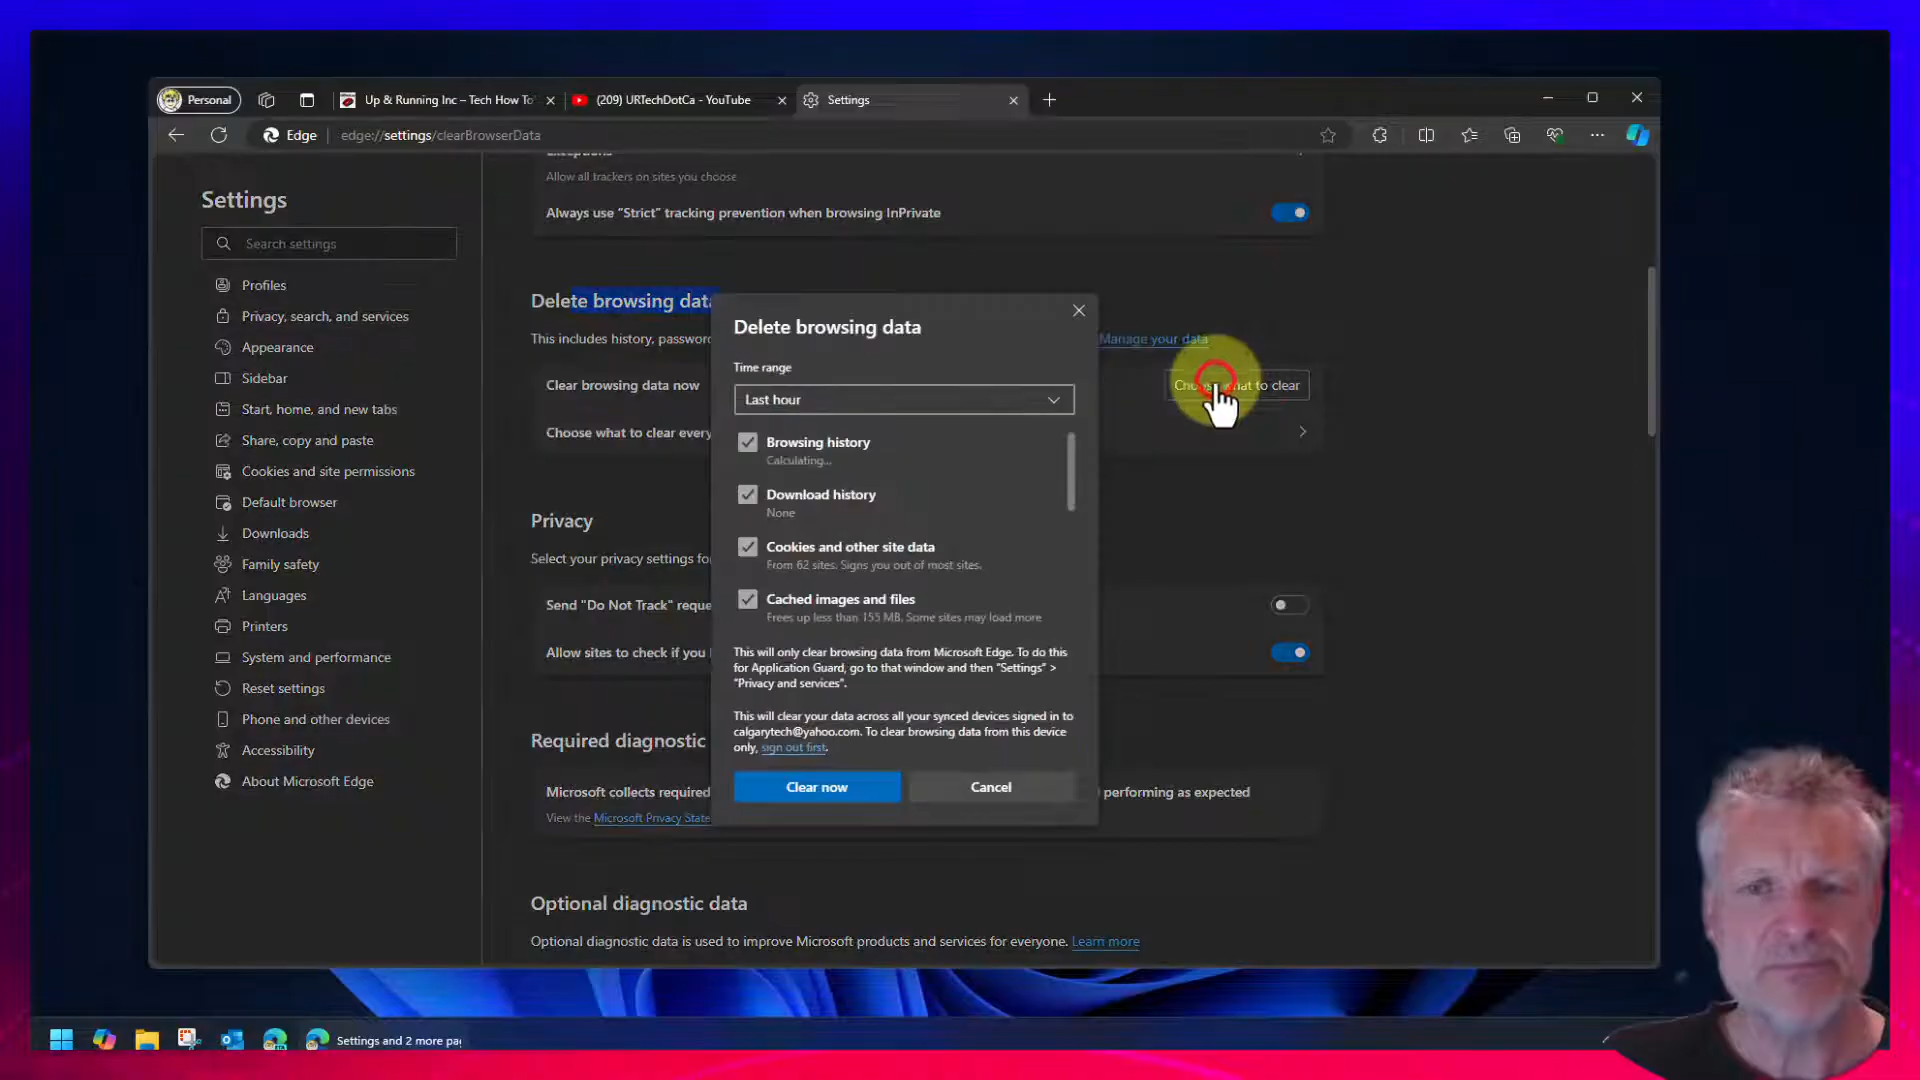 Personal
Up & Running Inc – Tech How To'
(209) URTechDotCa - YouTube
Settings
Edge
edge://settings/clearBrowserData
Settings
Search settings
Profiles
Privacy, search, and services
Appearance
Sidebar
Start, home, and new tabs
Share, copy and paste
Cookies and site permissions
Default browser
Downloads
Family safety
Languages
Printers
System and performance
Reset settings
Phone and other devices
Accessibility
About Microsoft Edge
Allow all trackers on sites you choose
Always use "Strict" tracking prevention when browsing InPrivate
Delete browsing data
This includes history, passwor
Manage your data
Clear browsing data now
to clear
Choose what to clear every
Privacy
Select your privacy settings fo
Send "Do Not Track" reque
Allow sites to check if you
Required diagnostic
Microsoft collects required
performing as expected
View the Microsoft Privacy State
Optional diagnostic data
Optional diagnostic data is used to improve Microsoft products and services for everyone. Learn more
Delete browsing data
Time range
Last hour
Browsing history
Calculating...
Download history
None
Cookies and other site data
From 62 sites. Signs you out of most sites.
Cached images and files
Frees up less than 155 MB. Some sites may load more
This will only clear browsing data from Microsoft Edge. To do this
for Application Guard, go to that window and then "Settings" >
"Privacy and services".
This will clear your data across all your synced devices signed in to
calgarytech@yahoo.com. To clear browsing data from this device
only, sign out first.
Clear now
Cancel
Settings and 2 more pa